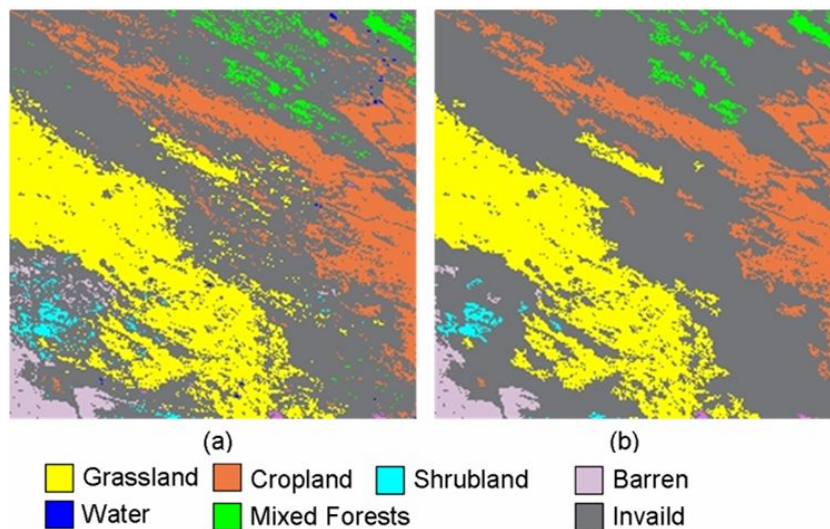 (a) (b)
Grassland Cropland Shrubland Barren
Water Mixed Forests Invaild